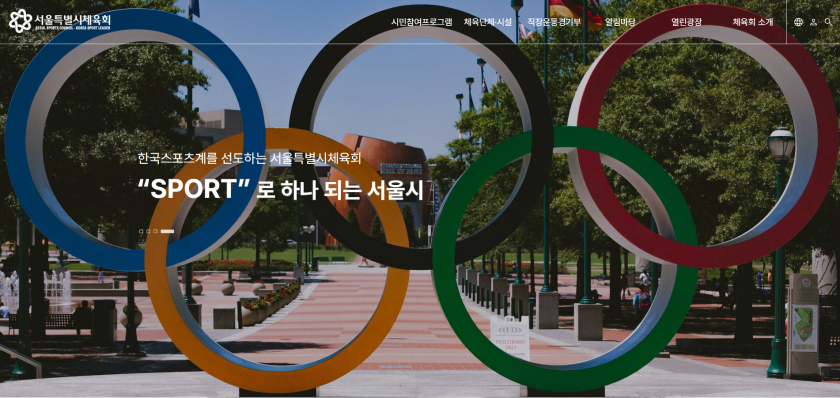 서울특별시체육회
SEOUL SPORTS COUNCIL · KOREA SPORT LEADER
시민참여프로그램 체육단체·시설 직장운동경기부 알림마당 열린광장 체육회 소개
한국스포츠계를 선도하는 서울특별시체육회
“SPORT” 로 하나 되는 서울시
PEDESTRIANS
ONLY